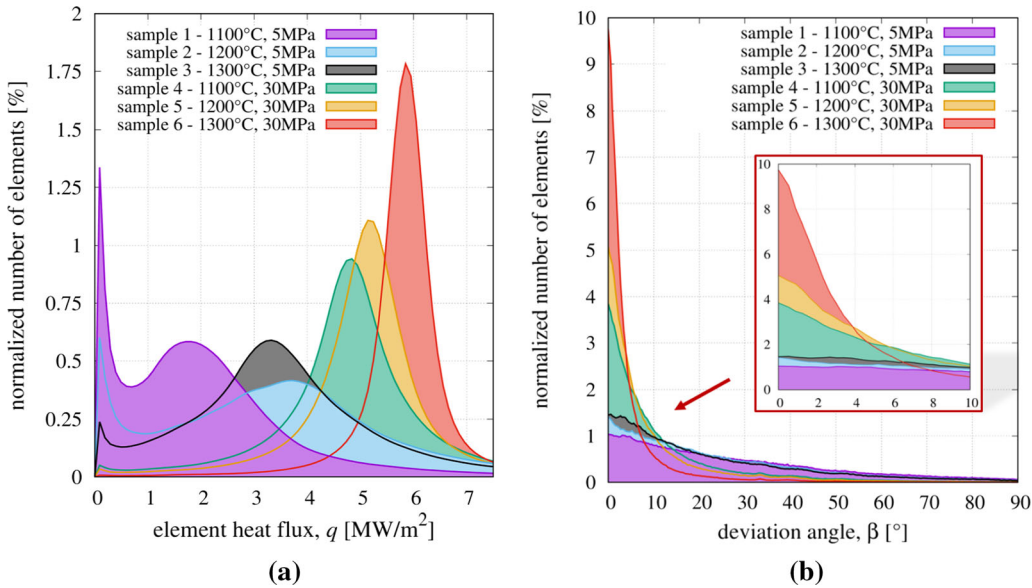 2
1.75
1.5
1.25
1
0.75
0.5
0.25
0
normalized number of elements [%]
sample 1 - 1100°C, 5MPa
sample 2 - 1200°C, 5MPa
sample 3 - 1300°C, 5MPa
sample 4 - 1100°C, 30MPa
sample 5 - 1200°C, 30MPa
sample 6 - 1300°C, 30MPa
0 1 2 3 4 5 6 7
element heat flux, q [MW/m²]
(a)
10
9
8
7
6
5
4
3
2
1
0
normalized number of elements [%]
sample 1 - 1100°C, 5MPa
sample 2 - 1200°C, 5MPa
sample 3 - 1300°C, 5MPa
sample 4 - 1100°C, 30MPa
sample 5 - 1200°C, 30MPa
sample 6 - 1300°C, 30MPa
10
8
6
4
2
0
0 2 4 6 8 10
0 10 20 30 40 50 60 70 80 90
deviation angle, β [°]
(b)